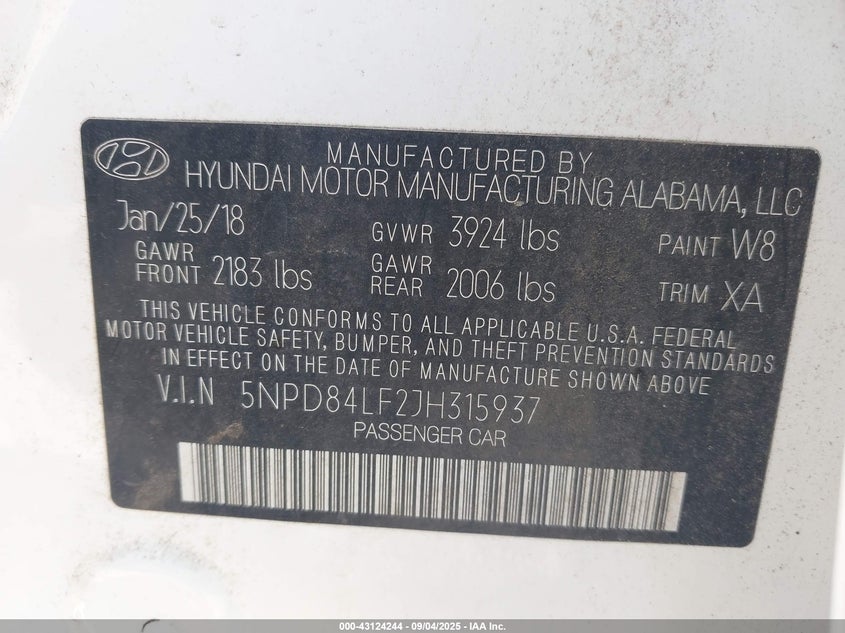 MANUFACTURED BY
HYUNDAI MOTOR MANUFACTURING ALABAMA, LLC
Jan/25/18 GVWR 3924 lbs PAINT W8
GAWR FRONT 2183 lbs GAWR REAR 2006 lbs TRIM XA
THIS VEHICLE CONFORMS TO ALL APPLICABLE U.S.A. FEDERAL
MOTOR VEHICLE SAFETY, BUMPER, AND THEFT PREVENTION STANDARDS
IN EFFECT ON THE DATE OF MANUFACTURE SHOWN ABOVE
V.I.N 5NPD84LF2JH315937
PASSENGER CAR
000-43124244 - 09/04/2025 - IAA Inc.